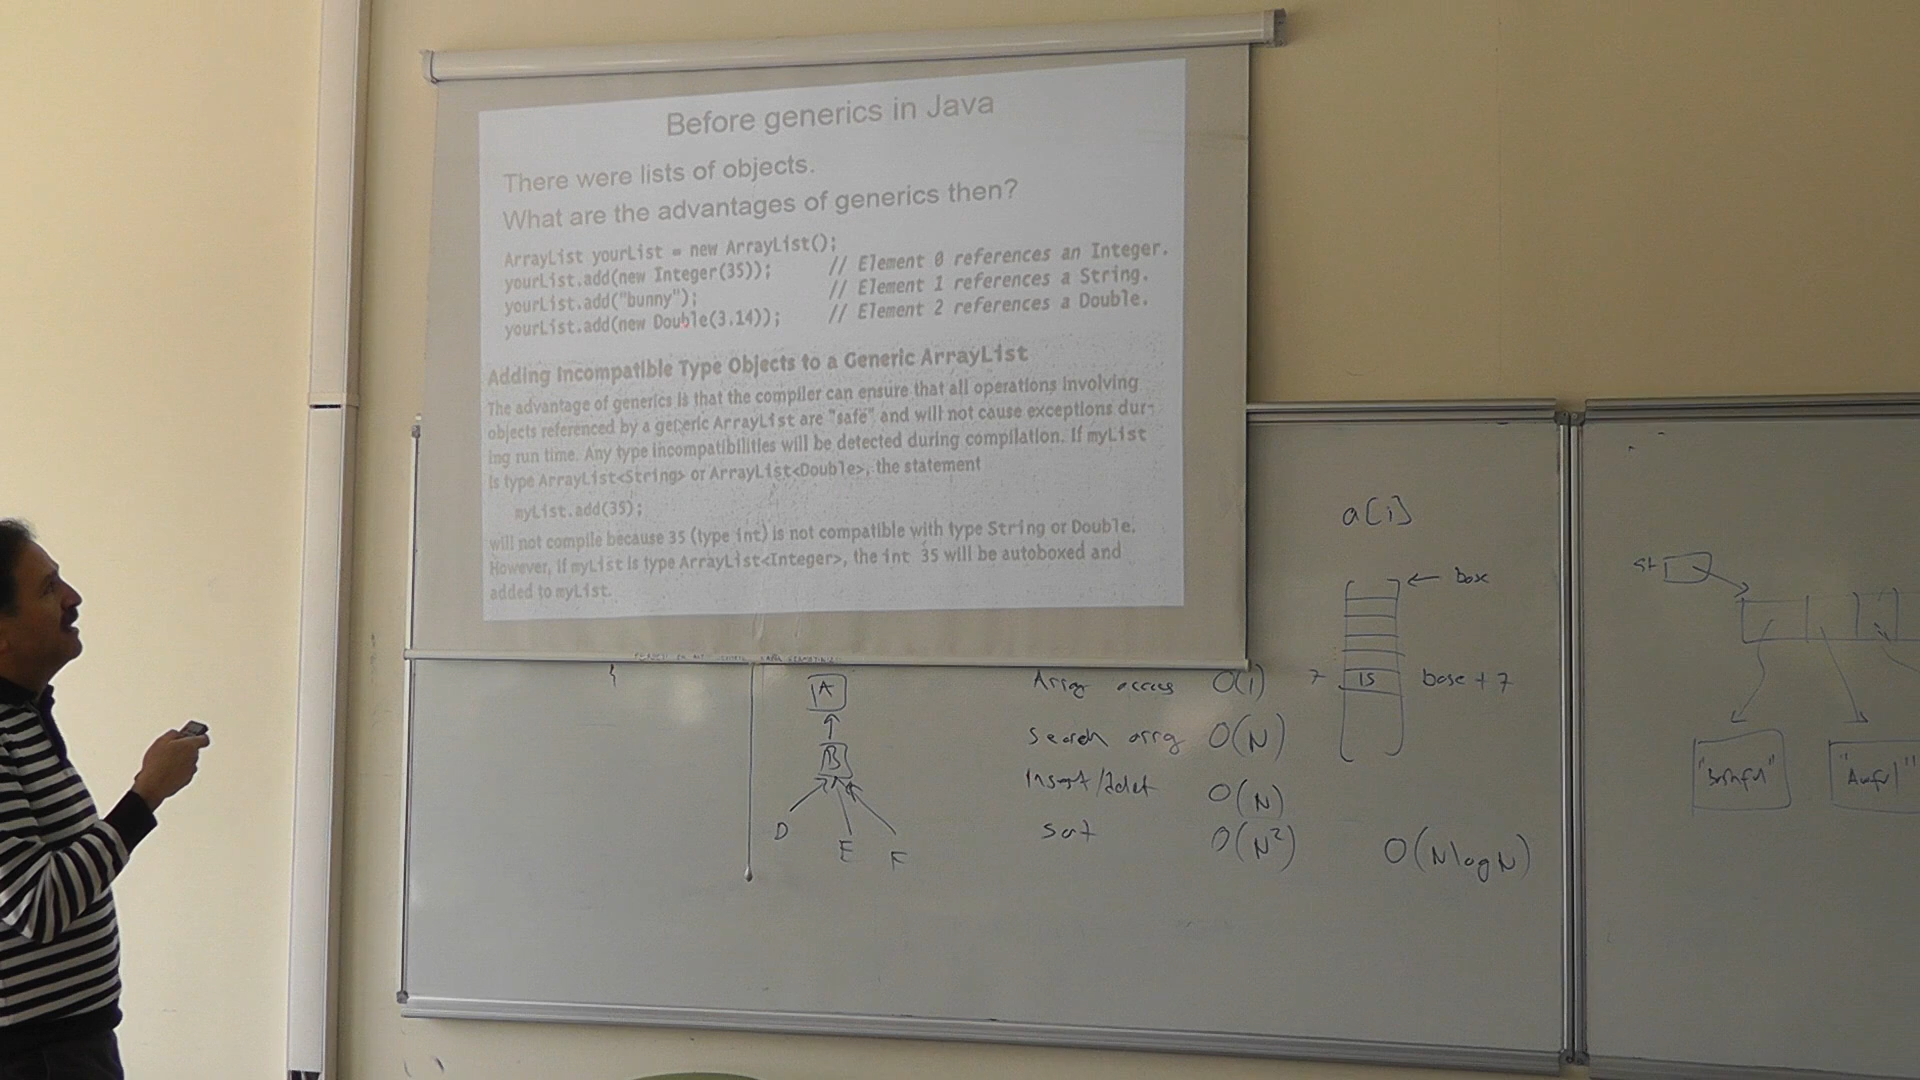 Before generics in Java
There were lists of objects.
What are the advantages of generics then?
ArrayList yourList = new ArrayList();
yourList.add(new Integer(35)); // Element 0 references an Integer.
yourList.add("bunny"); // Element 1 references a String.
yourList.add(new Double(3.14)); // Element 2 references a Double.
Adding Incompatible Type Objects to a Generic ArrayList
The advantage of generics is that the compiler can ensure that all operations involving
objects referenced by a generic ArrayList are "safe" and will not cause exceptions dur-
ing run time. Any type incompatibilities will be detected during compilation. If myList
is type ArrayList<String> or ArrayList<Double>, the statement
myList.add(35);
will not compile because 35 (type int) is not compatible with type String or Double.
However, if myList is type ArrayList<Integer>, the int 35 will be autoboxed and
added to myList.
A
B
D
E
F
Array access O(1)
Search array O(N)
Insert/delet O(N)
Sort O(N²) O(N log N)
a[i]
← base
7 15 base + 7
st
"Awful"